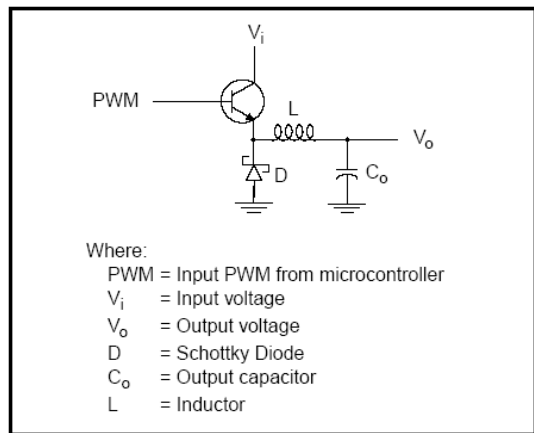 Vi
PWM
L
Vo
D
Co
Where:
PWM = Input PWM from microcontroller
Vi = Input voltage
Vo = Output voltage
D = Schottky Diode
Co = Output capacitor
L = Inductor